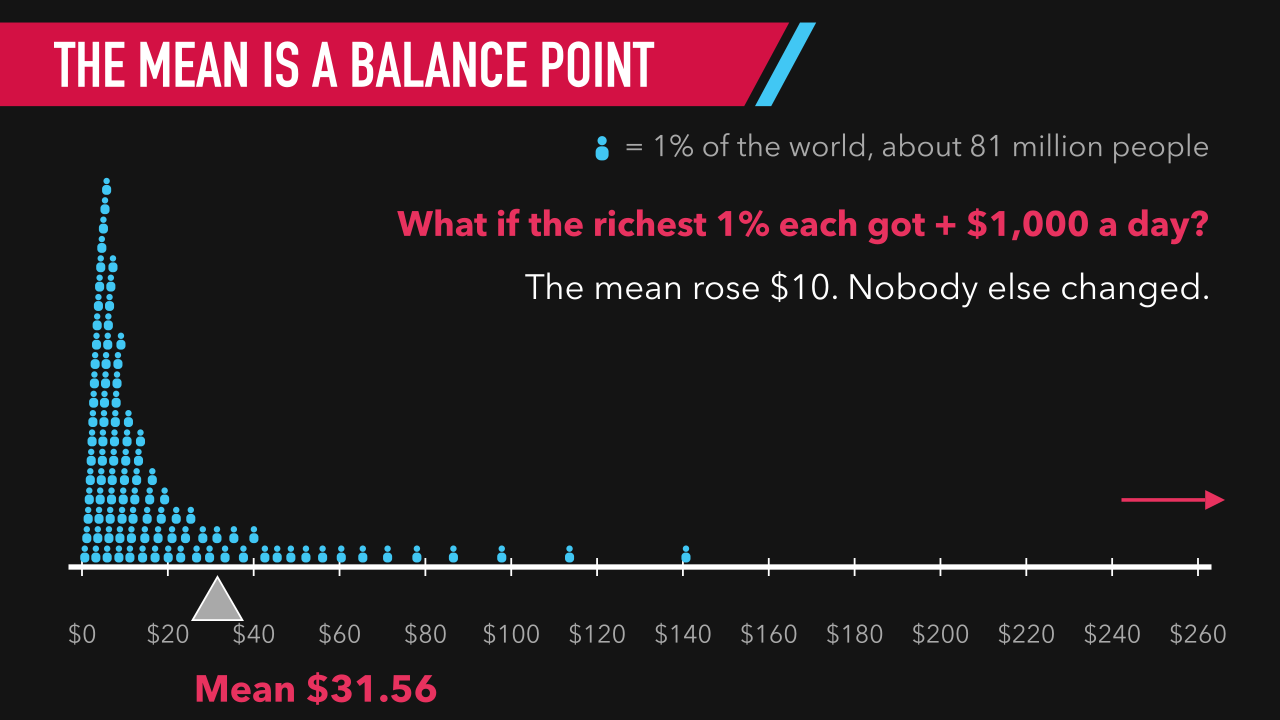 THE MEAN IS A BALANCE POINT
= 1% of the world, about 81 million people
What if the richest 1% each got + $1,000 a day?
The mean rose $10. Nobody else changed.
$0 $20 $40 $60 $80 $100 $120 $140 $160 $180 $200 $220 $240 $260
Mean $31.56